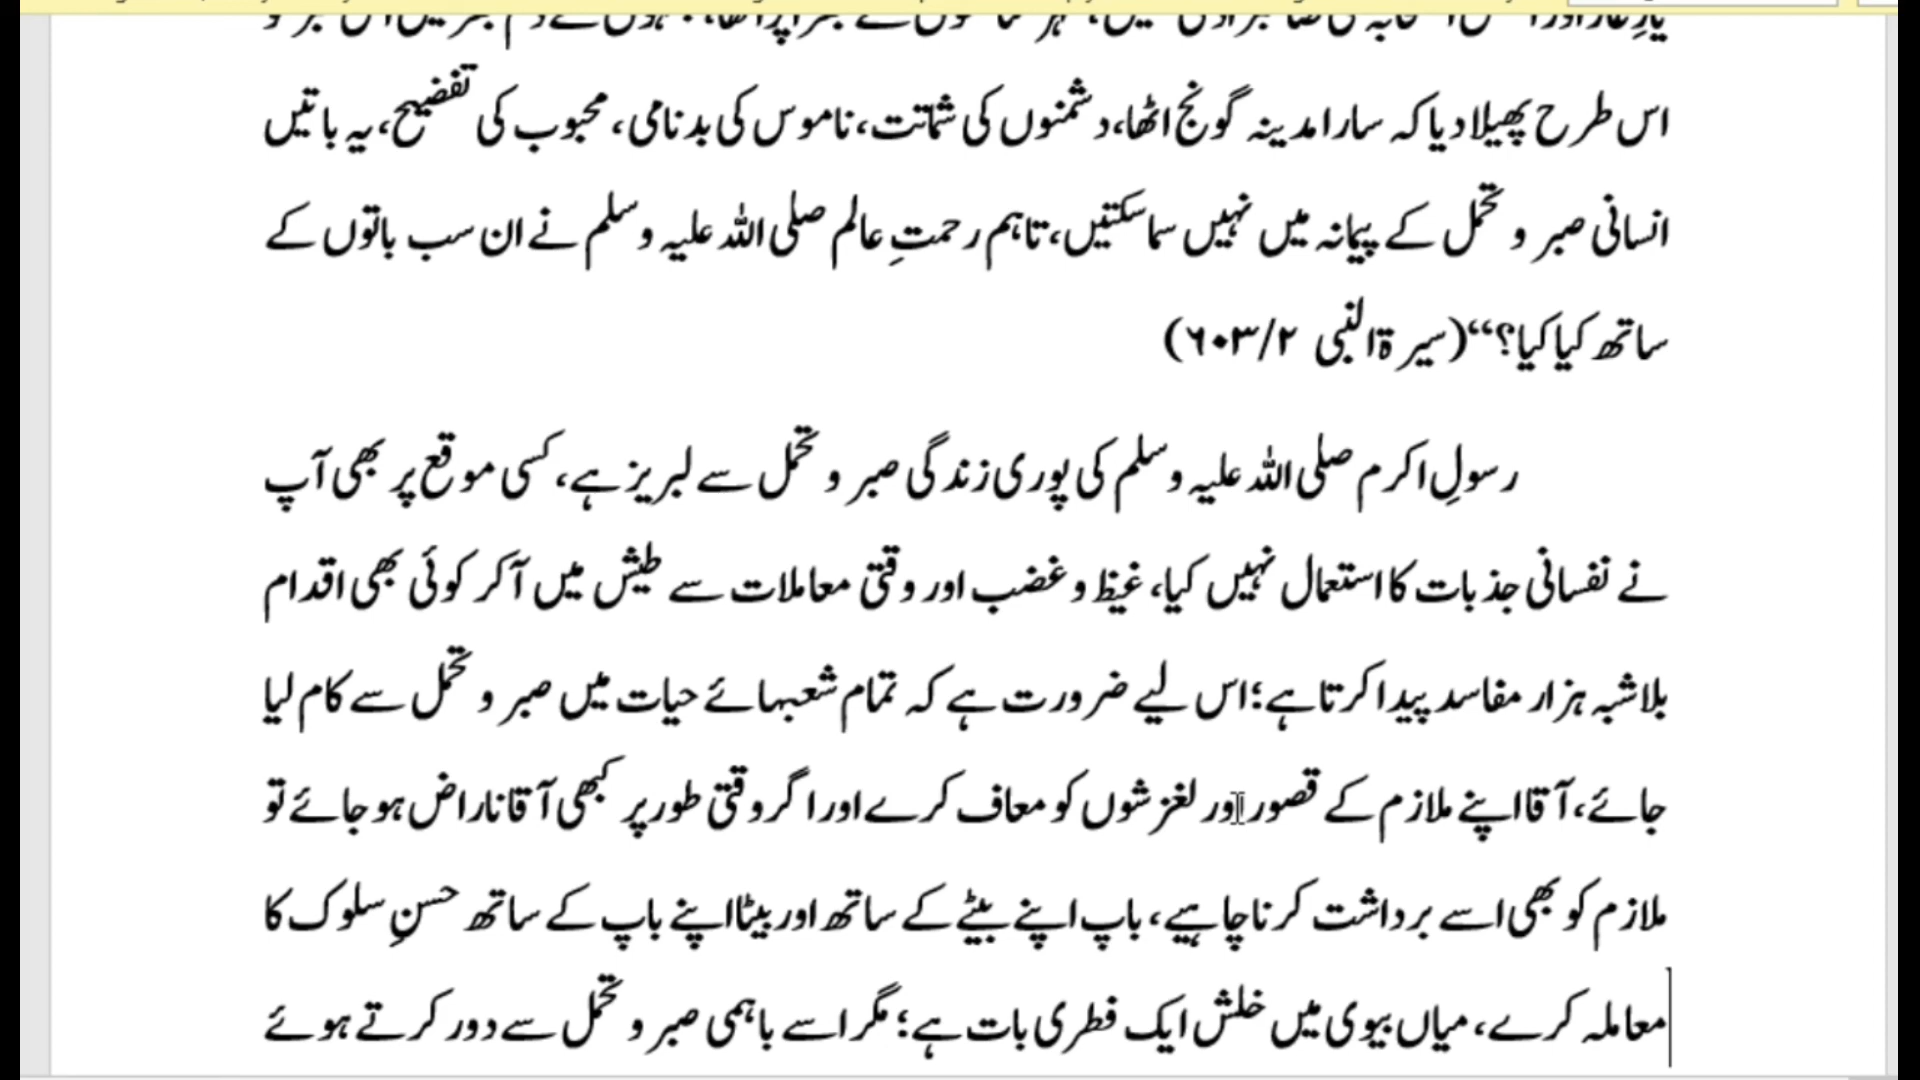 اس طرح پھیلا دیا کہ سارا مدینہ گونج اٹھا، دشمنوں کی شماتت، ناموس کی بدنامی، محبوب کی تفضیح، یہ باتیں
انسانی صبر و تحمل کے پیمانہ میں نہیں سما سکتیں، تاہم رحمتِ عالم صلی اللہ علیہ وسلم نے ان سب باتوں کے
ساتھ کیا کیا؟“ (سیرۃ النبی ۶۰۳/۲)
رسولِ اکرم صلی اللہ علیہ وسلم کی پوری زندگی صبر و تحمل سے لبریز ہے، کسی موقع پر بھی آپ
نے نفسانی جذبات کا استعمال نہیں کیا، غیظ و غضب اور وقتی معاملات سے طیش میں آ کر کوئی بھی اقدام
بلاشبہ ہزار مفاسد پیدا کرتا ہے؛ اس لیے ضرورت ہے کہ تمام شعبہائے حیات میں صبر و تحمل سے کام لیا
جائے، آقا اپنے ملازم کے قصور اور لغزشوں کو معاف کرے اور اگر وقتی طور پر کبھی آقا ناراض ہو جائے تو
ملازم کو بھی اسے برداشت کرنا چاہیے، باپ اپنے بیٹے کے ساتھ اور بیٹا اپنے باپ کے ساتھ حسنِ سلوک کا
معاملہ کرے، میاں بیوی میں خلش ایک فطری بات ہے؛ مگر اسے باہمی صبر و تحمل سے دور کرتے ہوئے